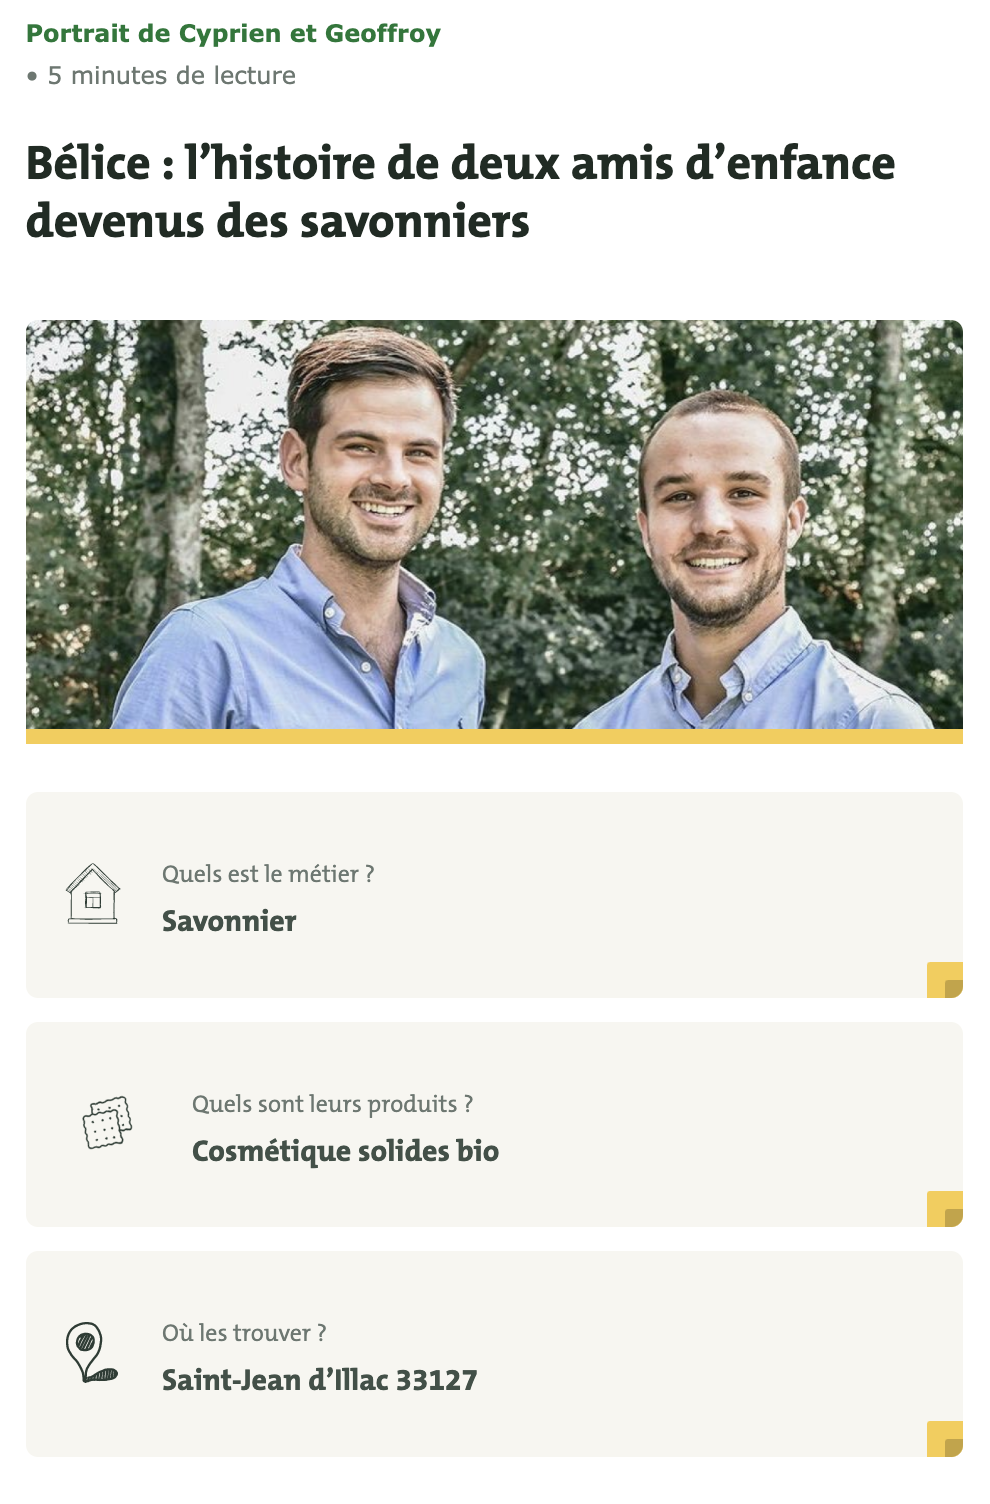 Portrait de Cyprien et Geoffroy
• 5 minutes de lecture
Bélice : l’histoire de deux amis d’enfance
devenus des savonniers
Quels est le métier ?
Savonnier
Quels sont leurs produits ?
Cosmétique solides bio
Où les trouver ?
Saint-Jean d’Illac 33127